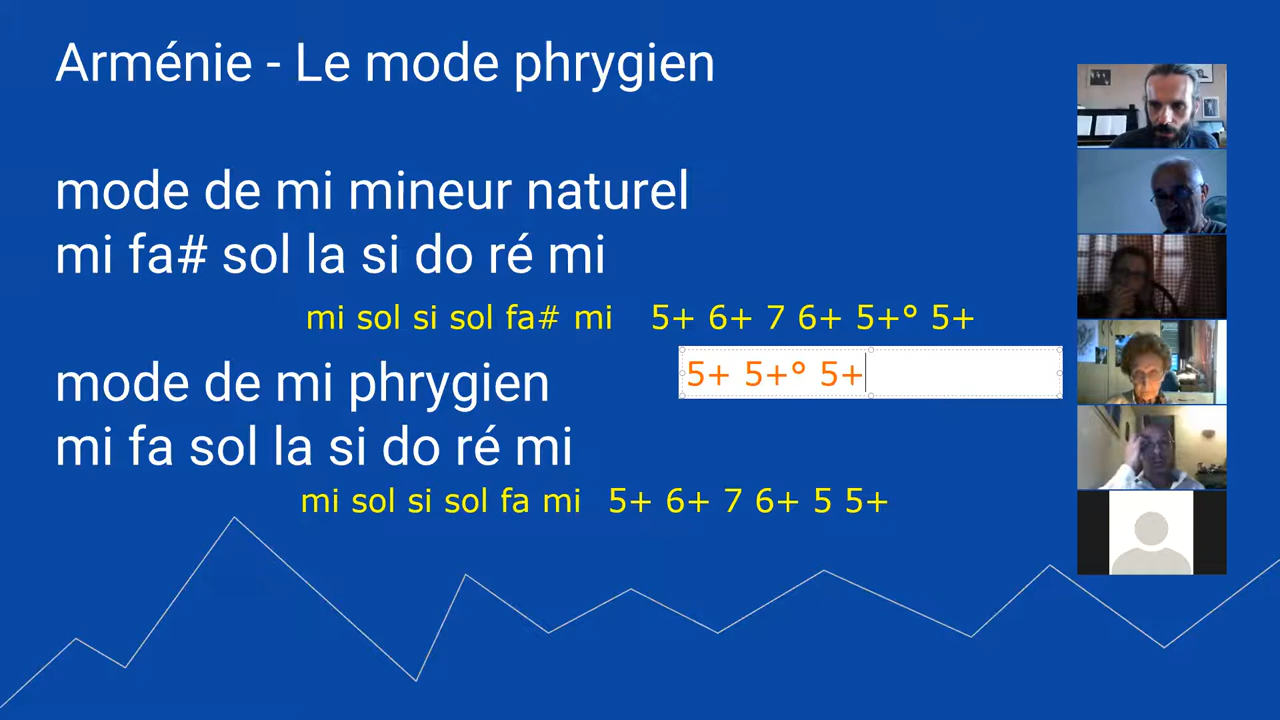 Arménie - Le mode phrygien
mode de mi mineur naturel
mi fa# sol la si do ré mi
mi sol si sol fa# mi 5+ 6+ 7 6+ 5+° 5+
5+ 5+° 5+
mode de mi phrygien
mi fa sol la si do ré mi
mi sol si sol fa mi 5+ 6+ 7 6+ 5 5+